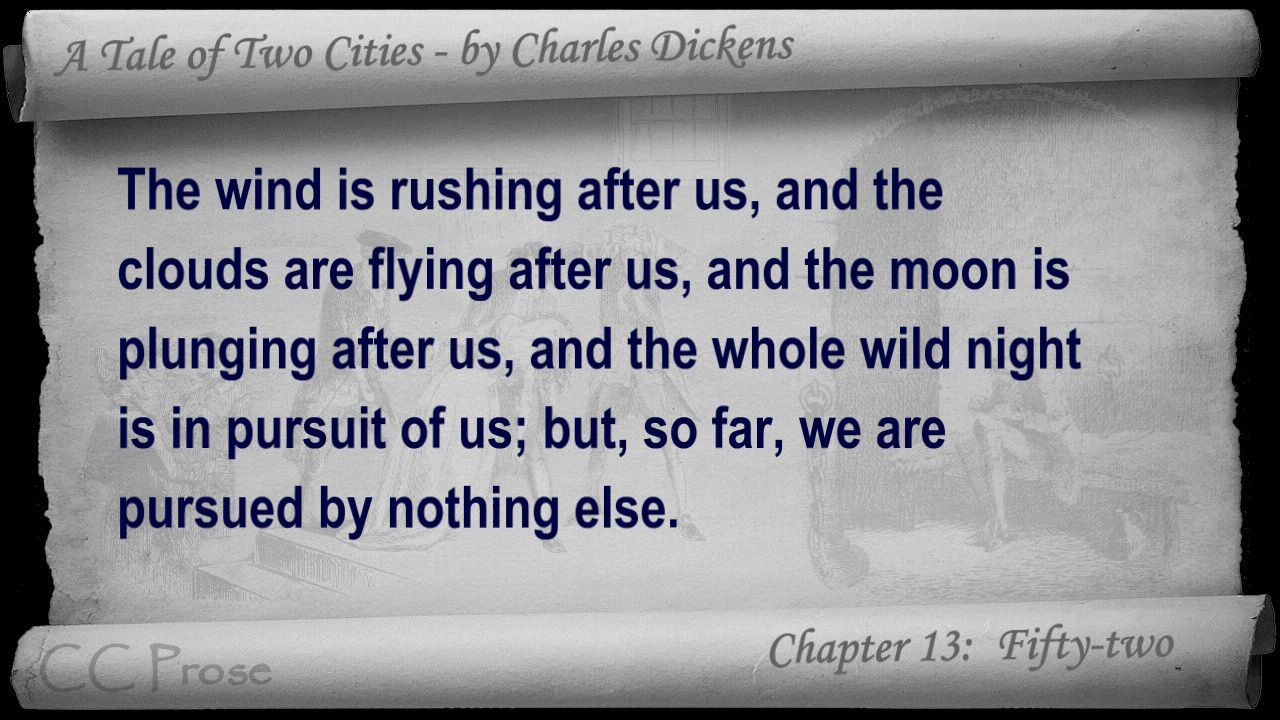 A Tale of Two Cities - by Charles Dickens
The wind is rushing after us, and the
clouds are flying after us, and the moon is
plunging after us, and the whole wild night
is in pursuit of us; but, so far, we are
pursued by nothing else.
Chapter 13: Fifty-two
CC Prose